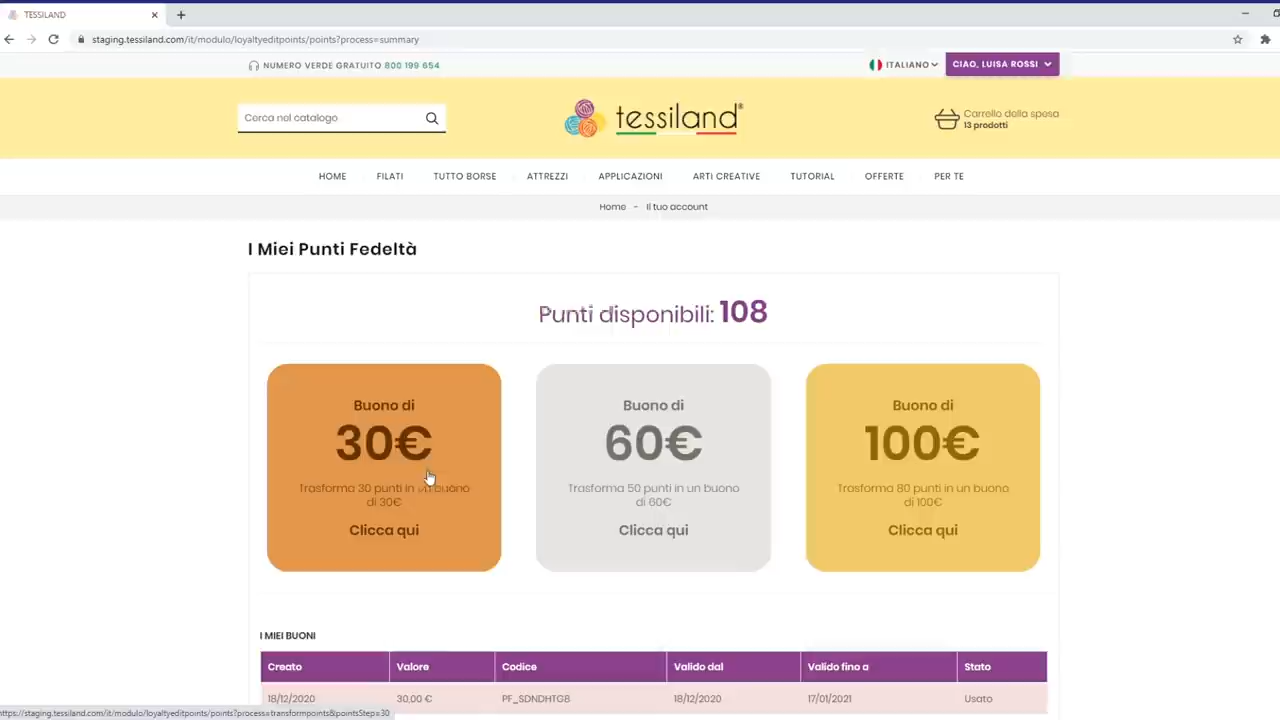 TESSILAND
staging.tessiland.com/it/modulo/loyaltyeditpoints/points?process=summary
NUMERO VERDE GRATUITO 800 199 654
ITALIANO
CIAO, LUISA ROSSI
Cerca nel catalogo
tessiland®
Carrello della spesa
13 prodotti
HOME FILATI TUTTO BORSE ATTREZZI APPLICAZIONI ARTI CREATIVE TUTORIAL OFFERTE PER TE
Home - Il tuo account
I Miei Punti Fedeltà
Punti disponibili: 108
Buono di
30€
Trasforma 30 punti in un buono
di 30€
Clicca qui
Buono di
60€
Trasforma 50 punti in un buono
di 60€
Clicca qui
Buono di
100€
Trasforma 80 punti in un buono
di 100€
Clicca qui
I MIEI BUONI
Creato Valore Codice Valido dal Valido fino a Stato
18/12/2020 30,00 € PF_SDNDHTG8 18/12/2020 17/01/2021 Usato
https://staging.tessiland.com/it/modulo/loyaltyeditpoints/points?process=transformpoints&pointsStep=30